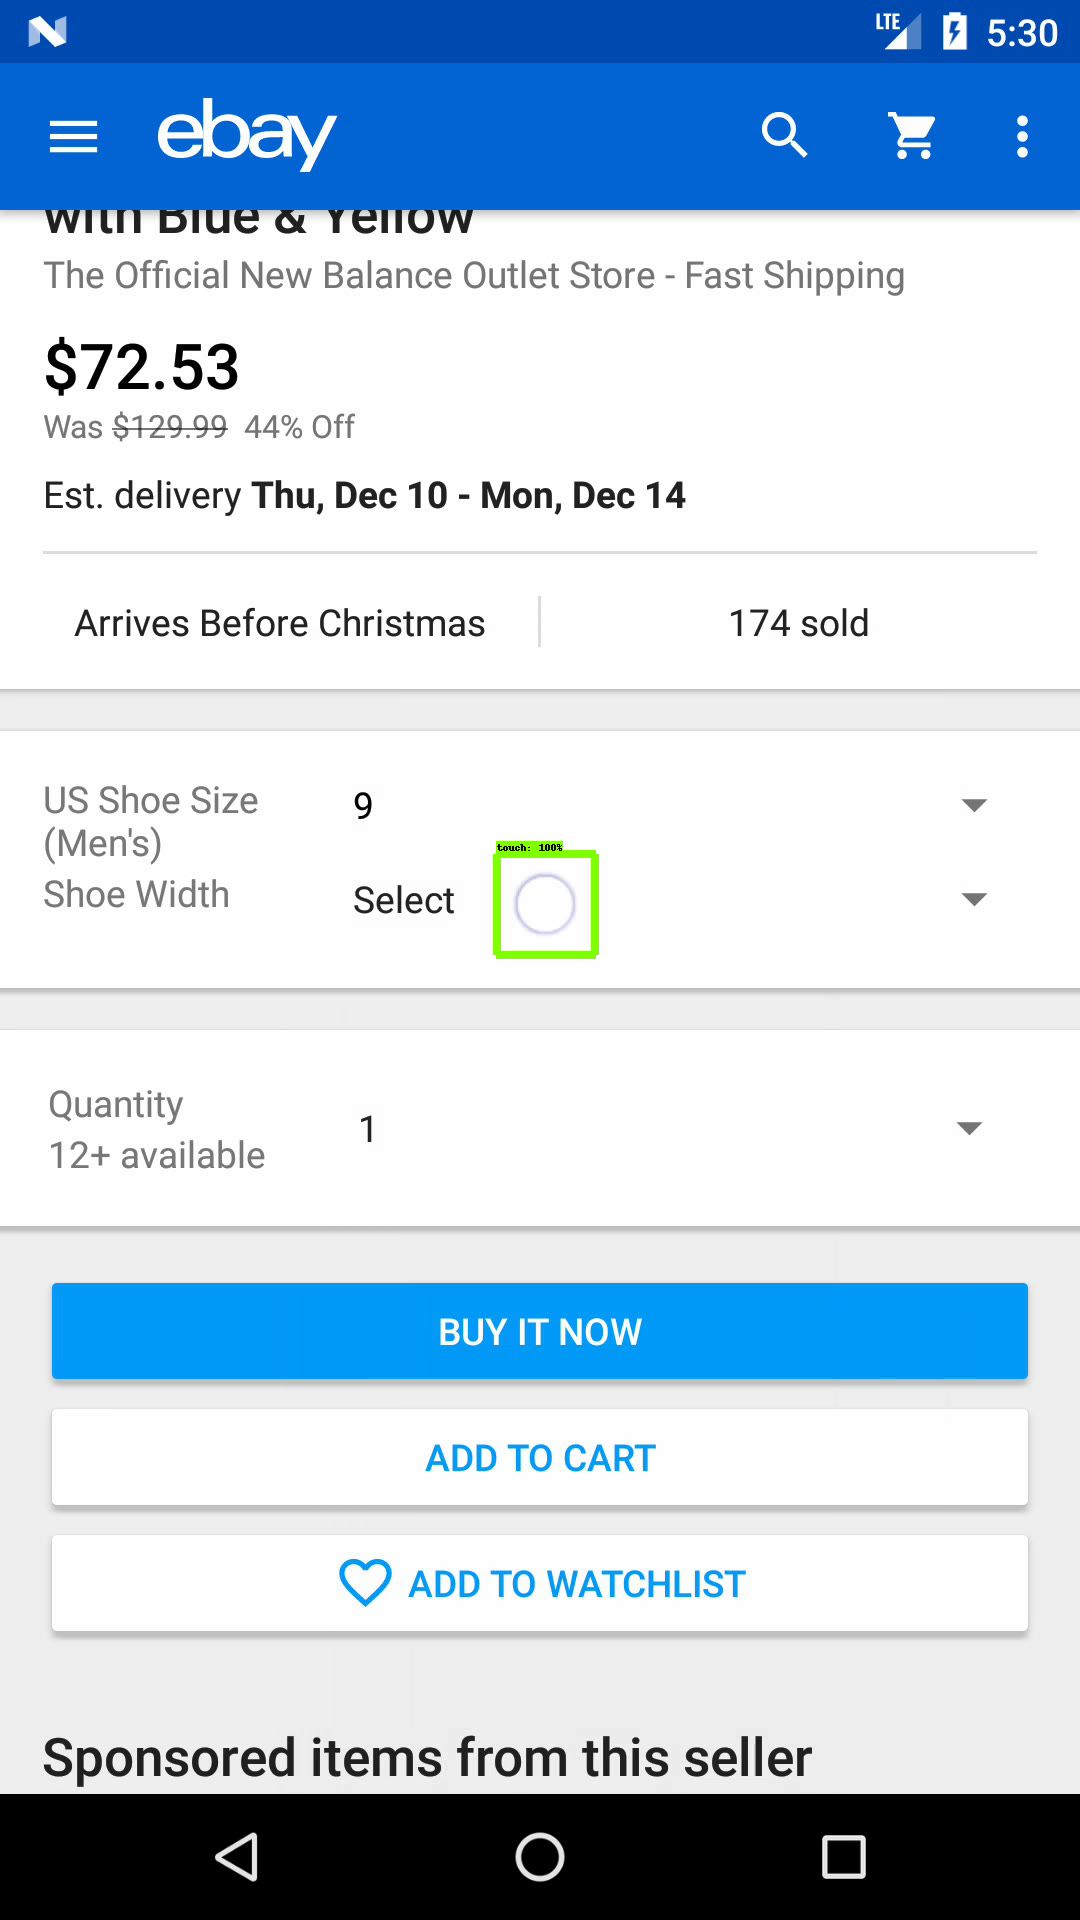 LTE 5:30
ebay
with Blue & Yellow
The Official New Balance Outlet Store - Fast Shipping
$72.53
Was $129.99 44% Off
Est. delivery Thu, Dec 10 - Mon, Dec 14
Arrives Before Christmas 174 sold
US Shoe Size
(Men's)
9
touch: 100%
Shoe Width Select
Quantity
12+ available
1
BUY IT NOW
ADD TO CART
ADD TO WATCHLIST
Sponsored items from this seller